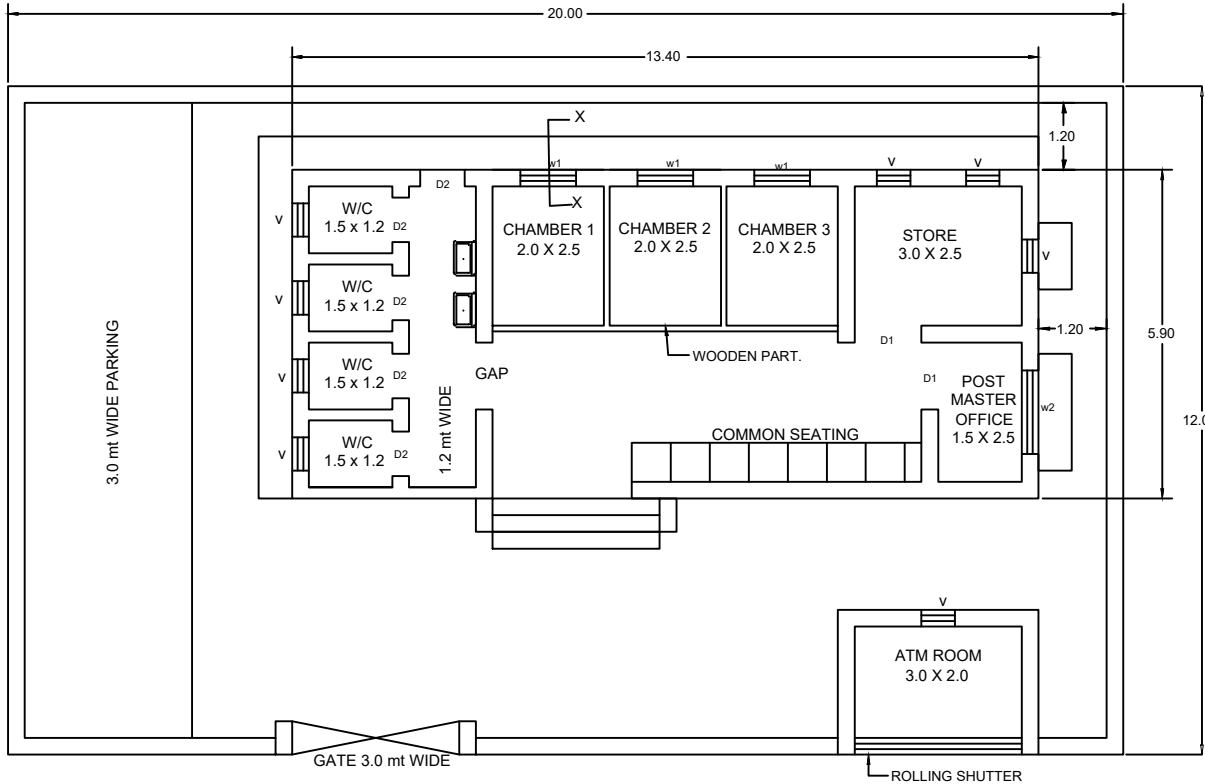 20.00
13.40
X
1.20
w1
w1
w1
V
V
D2
X
W/C
1.5 x 1.2
V
D2
CHAMBER 1
2.0 X 2.5
CHAMBER 2
2.0 X 2.5
CHAMBER 3
2.0 X 2.5
STORE
3.0 X 2.5
V
W/C
1.5 x 1.2
V
D2
1.20
5.90
D1
WOODEN PART.
W/C
1.5 x 1.2
V
D2
GAP
D1
POST
MASTER
OFFICE
1.5 X 2.5
w2
3.0 mt WIDE PARKING
1.2 mt WIDE
12.0
COMMON SEATING
W/C
1.5 x 1.2
V
D2
V
ATM ROOM
3.0 X 2.0
GATE 3.0 mt WIDE
ROLLING SHUTTER